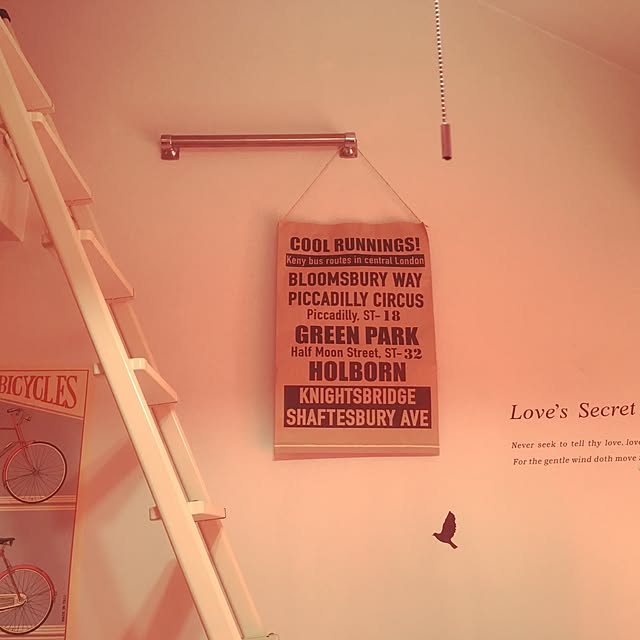 COOL RUNNINGS!
Keny bus routes in central London
BLOOMSBURY WAY
PICCADILLY CIRCUS
Piccadilly, ST-18
GREEN PARK
Half Moon Street, ST-32
HOLBORN
KNIGHTSBRIDGE
SHAFTESBURY AVE
BICYCLES
Love's Secret
Never seek to tell thy love, love
For the gentle wind doth move